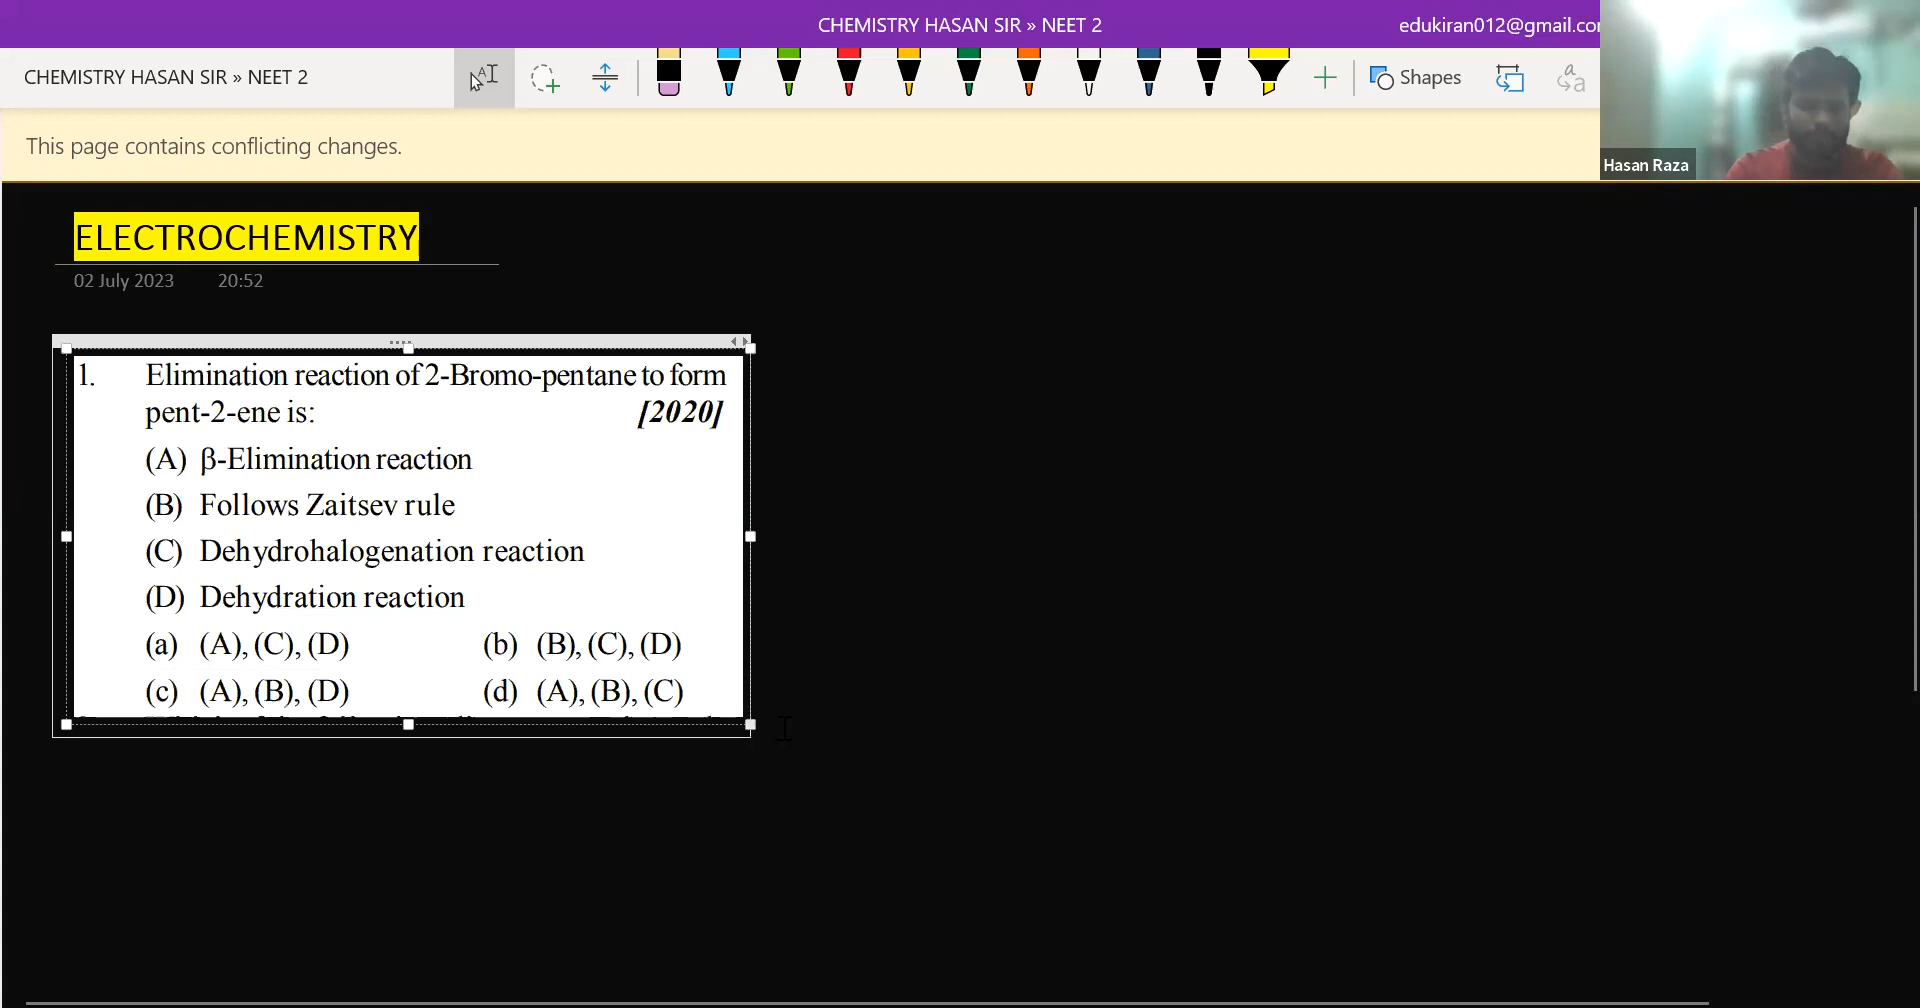 CHEMISTRY HASAN SIR » NEET 2
edukiran012@gmail.co
CHEMISTRY HASAN SIR » NEET 2
Shapes
This page contains conflicting changes.
Hasan Raza
ELECTROCHEMISTRY
02 July 2023 20:52
1. Elimination reaction of 2-Bromo-pentane to form
pent-2-ene is: [2020]
(A) β-Elimination reaction
(B) Follows Zaitsev rule
(C) Dehydrohalogenation reaction
(D) Dehydration reaction
(a) (A), (C), (D) (b) (B), (C), (D)
(c) (A), (B), (D) (d) (A), (B), (C)